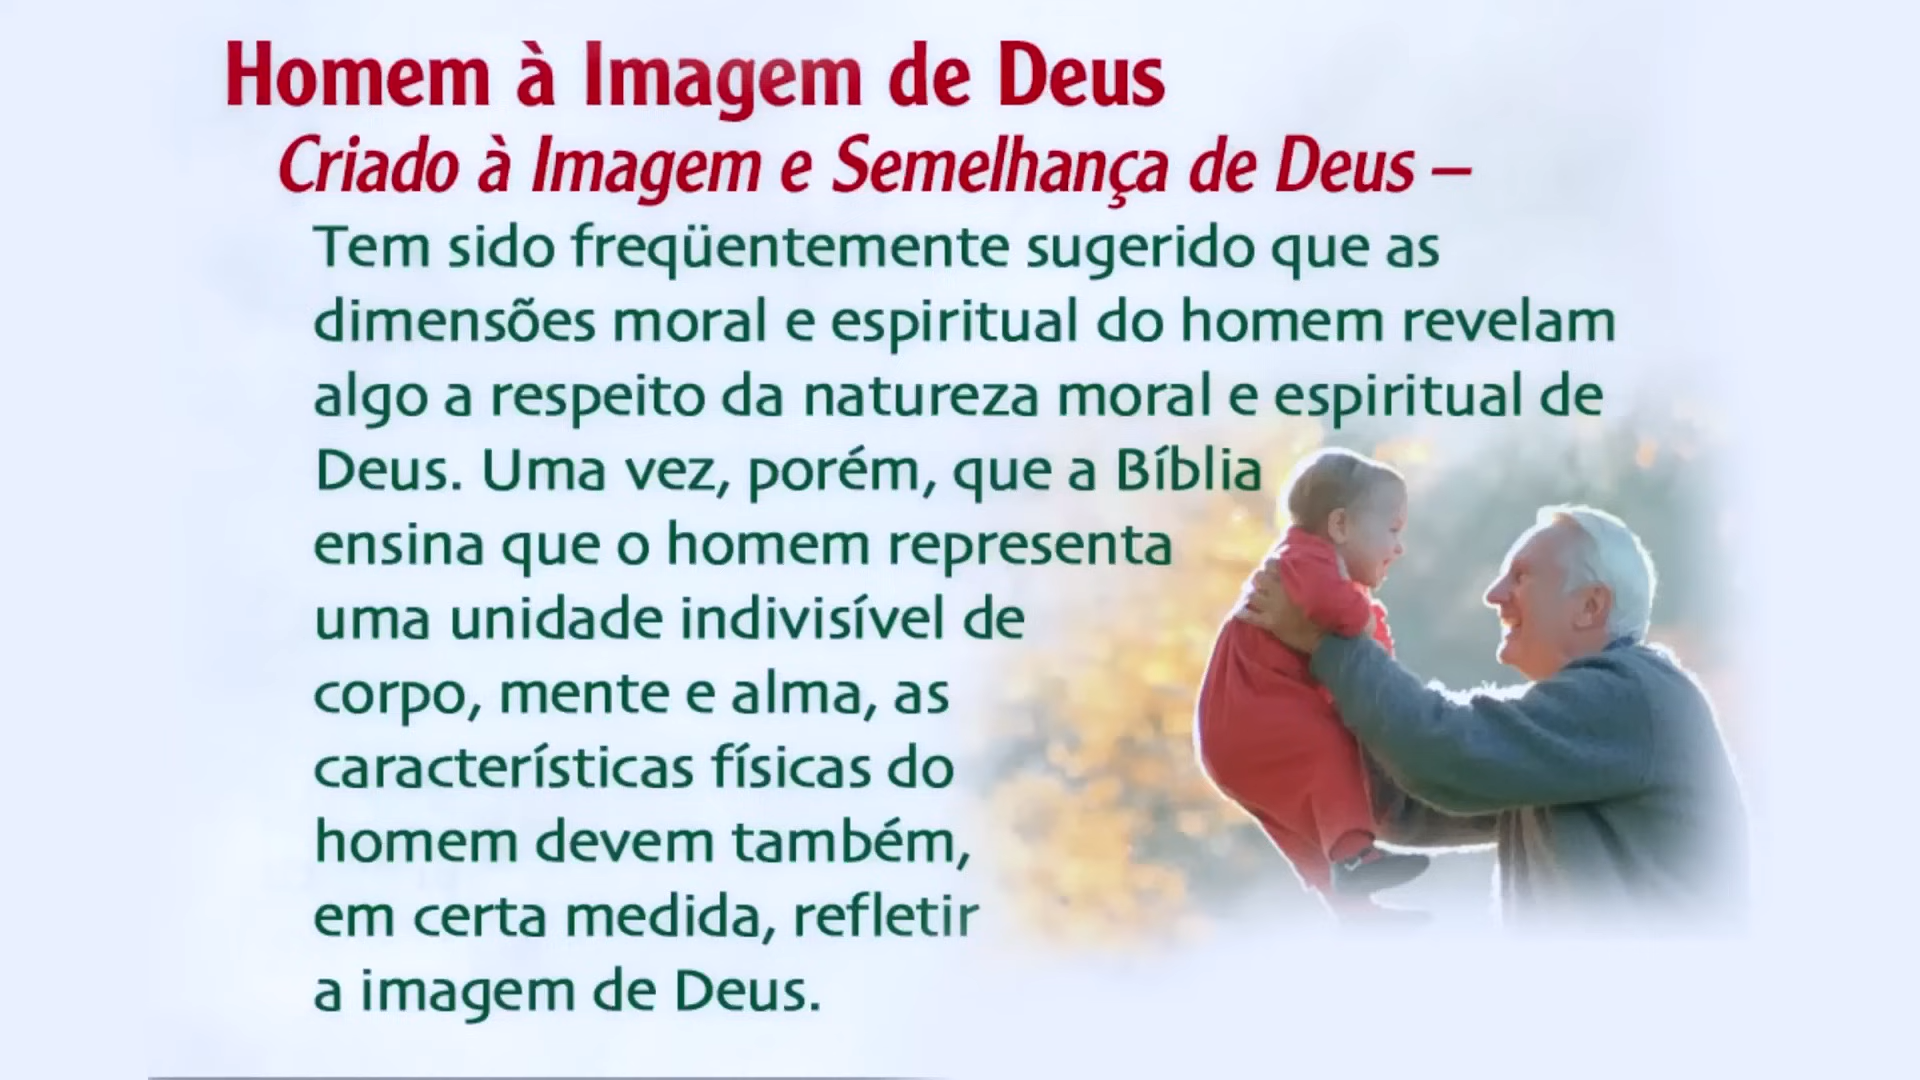 Homem à Imagem de Deus
Criado à Imagem e Semelhança de Deus –
Tem sido freqüentemente sugerido que as
dimensões moral e espiritual do homem revelam
algo a respeito da natureza moral e espiritual de
Deus. Uma vez, porém, que a Bíblia
ensina que o homem representa
uma unidade indivisível de
corpo, mente e alma, as
características físicas do
homem devem também,
em certa medida, refletir
a imagem de Deus.